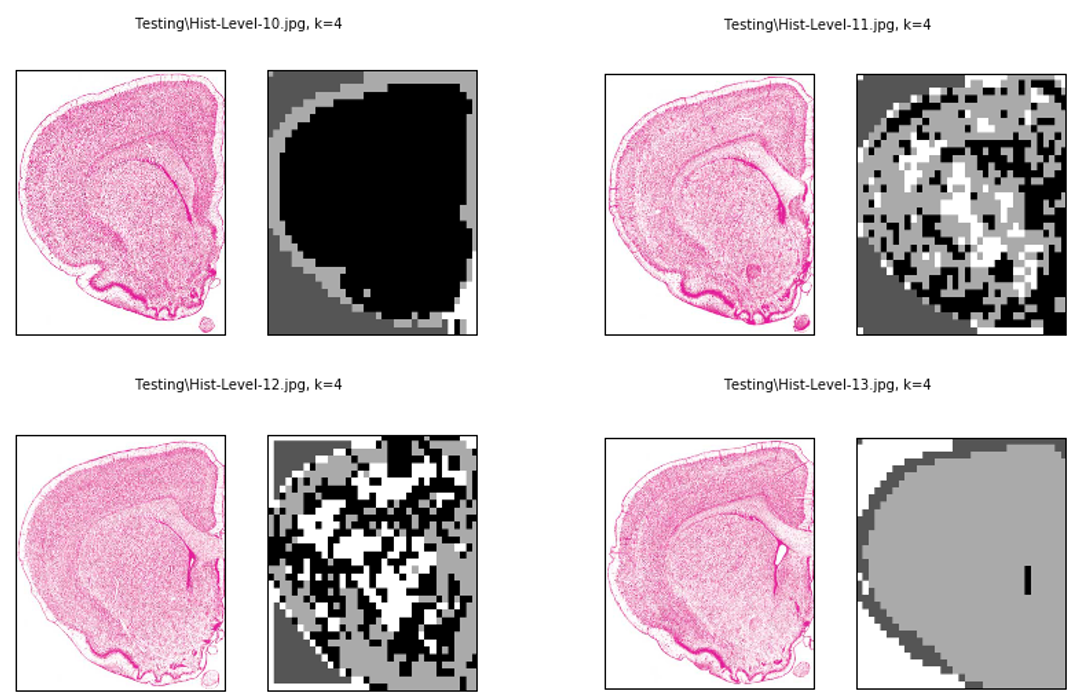 Testing\Hist-Level-10.jpg, k=4
Testing\Hist-Level-11.jpg, k=4
Testing\Hist-Level-12.jpg, k=4
Testing\Hist-Level-13.jpg, k=4